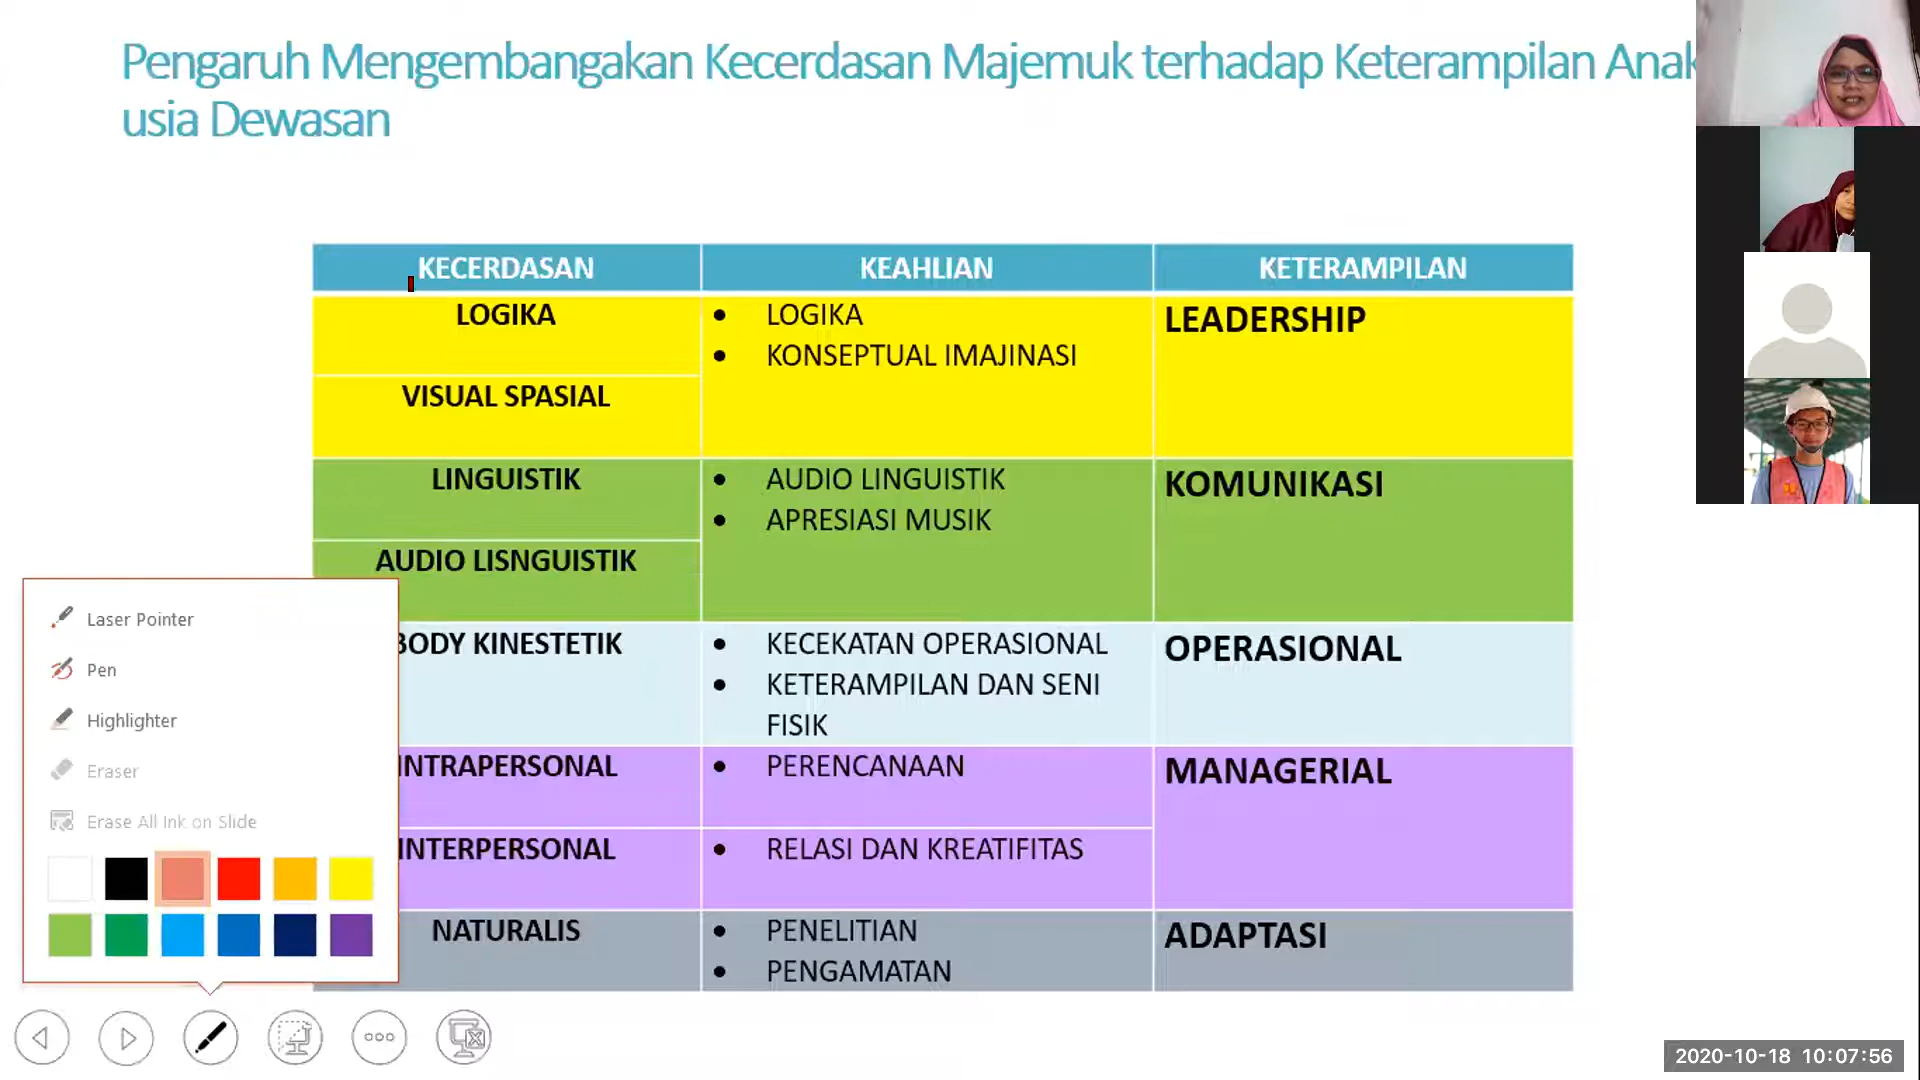 Pengaruh Mengembangakan Kecerdasan Majemuk terhadap Keterampilan Anak
usia Dewasan
KECERDASAN
KEAHLIAN
KETERAMPILAN
LOGIKA
• LOGIKA
• KONSEPTUAL IMAJINASI
LEADERSHIP
VISUAL SPASIAL
LINGUISTIK
• AUDIO LINGUISTIK
• APRESIASI MUSIK
KOMUNIKASI
AUDIO LISNGUISTIK
BODY KINESTETIK
• KECEKATAN OPERASIONAL
• KETERAMPILAN DAN SENI
FISIK
OPERASIONAL
INTRAPERSONAL
• PERENCANAAN
MANAGERIAL
INTERPERSONAL
• RELASI DAN KREATIFITAS
NATURALIS
• PENELITIAN
• PENGAMATAN
ADAPTASI
Laser Pointer
Pen
Highlighter
Eraser
Erase All Ink on Slide
2020-10-18 10:07:56